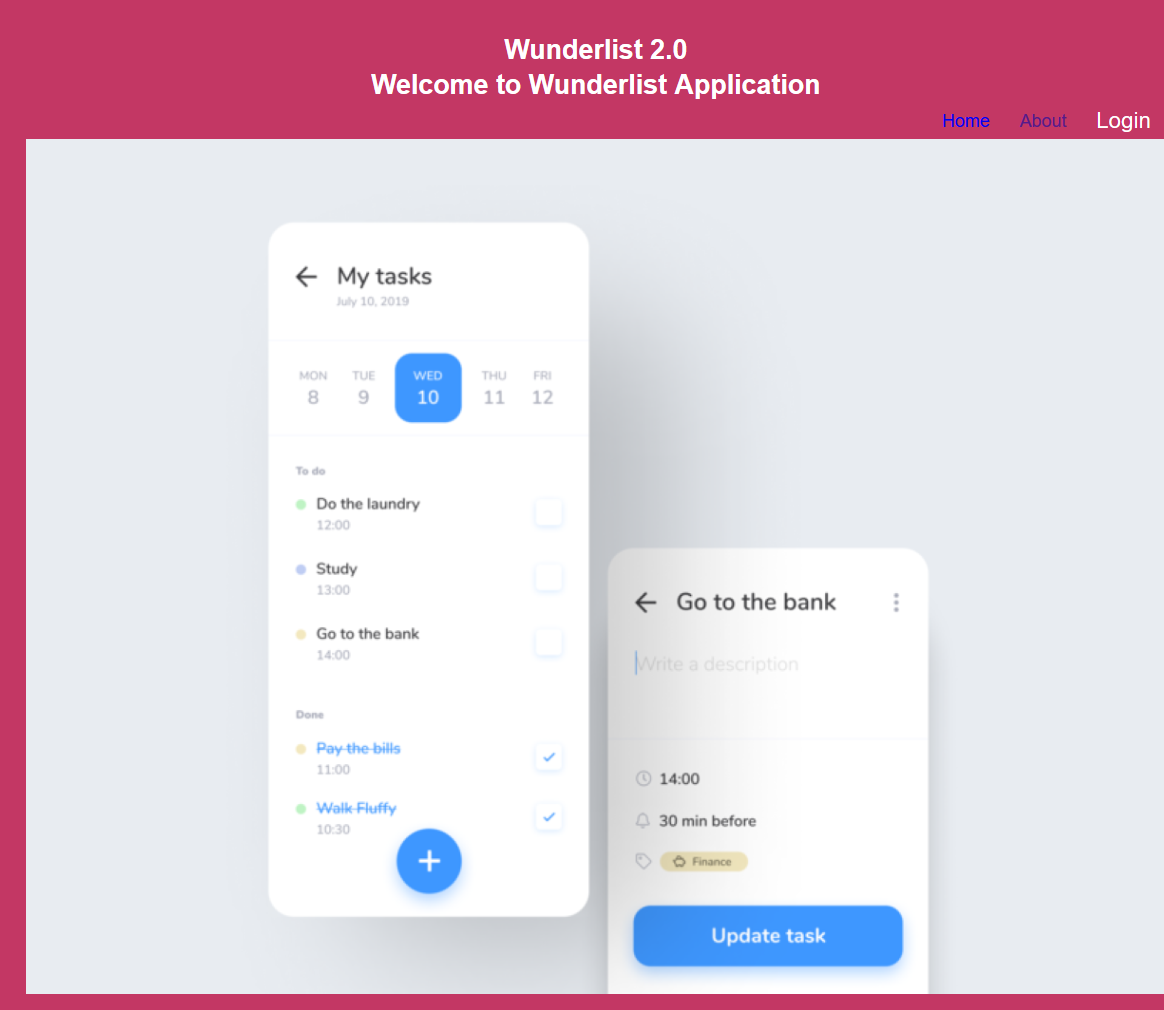 Wunderlist 2.0
Welcome to Wunderlist Application
Home About Login
My tasks
July 10, 2019
MON TUE WED THU FRI
8 9 10 11 12
To do
Do the laundry
12:00
Study
13:00
Go to the bank
14:00
Done
Pay the bills
11:00
Walk Fluffy
10:30
+
Go to the bank
Write a description
14:00
30 min before
Finance
Update task